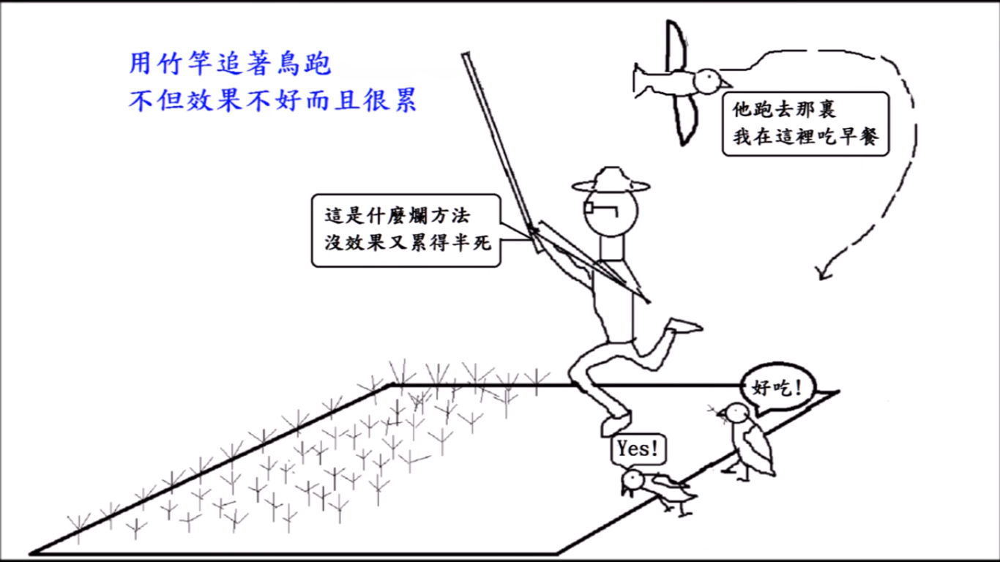 用竹竿追著鳥跑
不但效果不好而且很累
他跑去那裏
我在這裡吃早餐
這是什麼爛方法
沒效果又累得半死
好吃!
Yes!